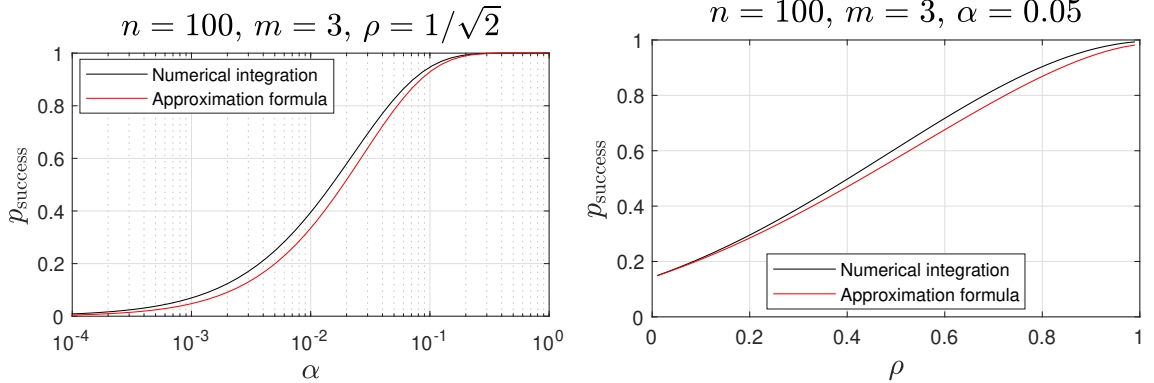 n = 100, m = 3, ρ = 1/√2
1
0.8
0.6
0.4
0.2
0
p_success
Numerical integration
Approximation formula
10^-4
10^-3
10^-2
10^-1
10^0
α
n = 100, m = 3, α = 0.05
1
0.8
0.6
0.4
0.2
0
p_success
Numerical integration
Approximation formula
0
0.2
0.4
0.6
0.8
1
ρ